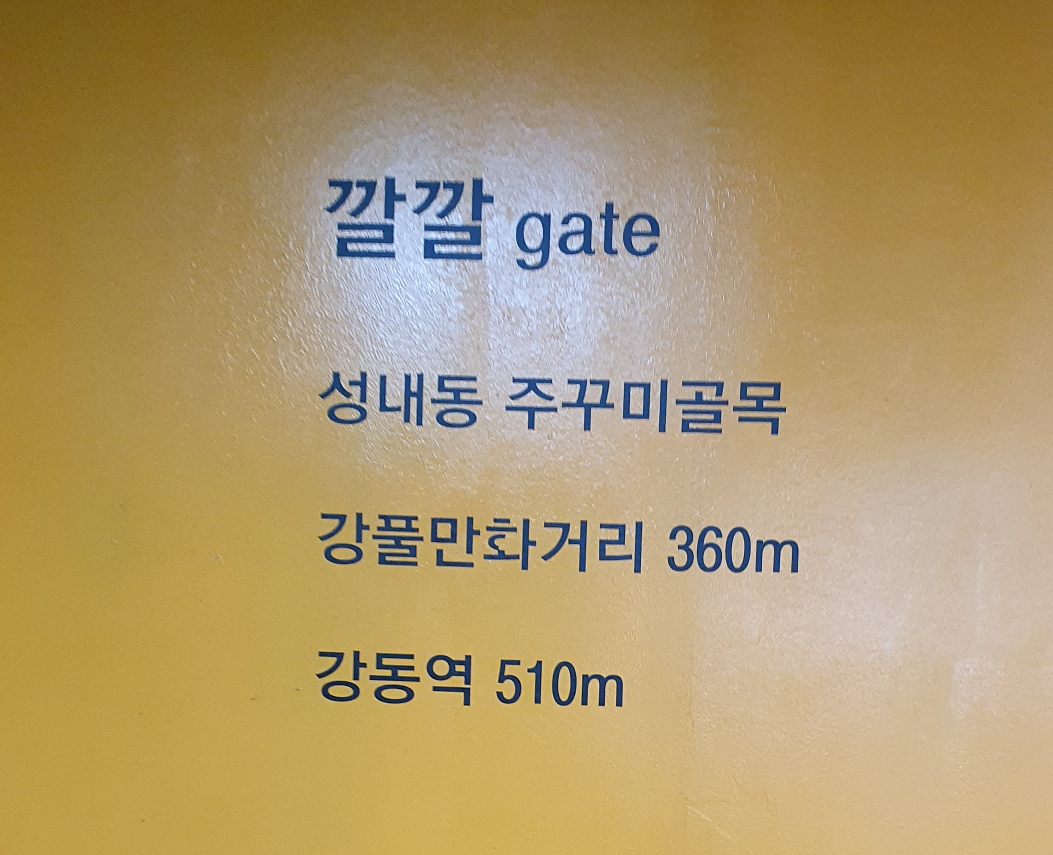 깔깔 gate
성내동 주꾸미골목
강풀만화거리 360m
강동역 510m